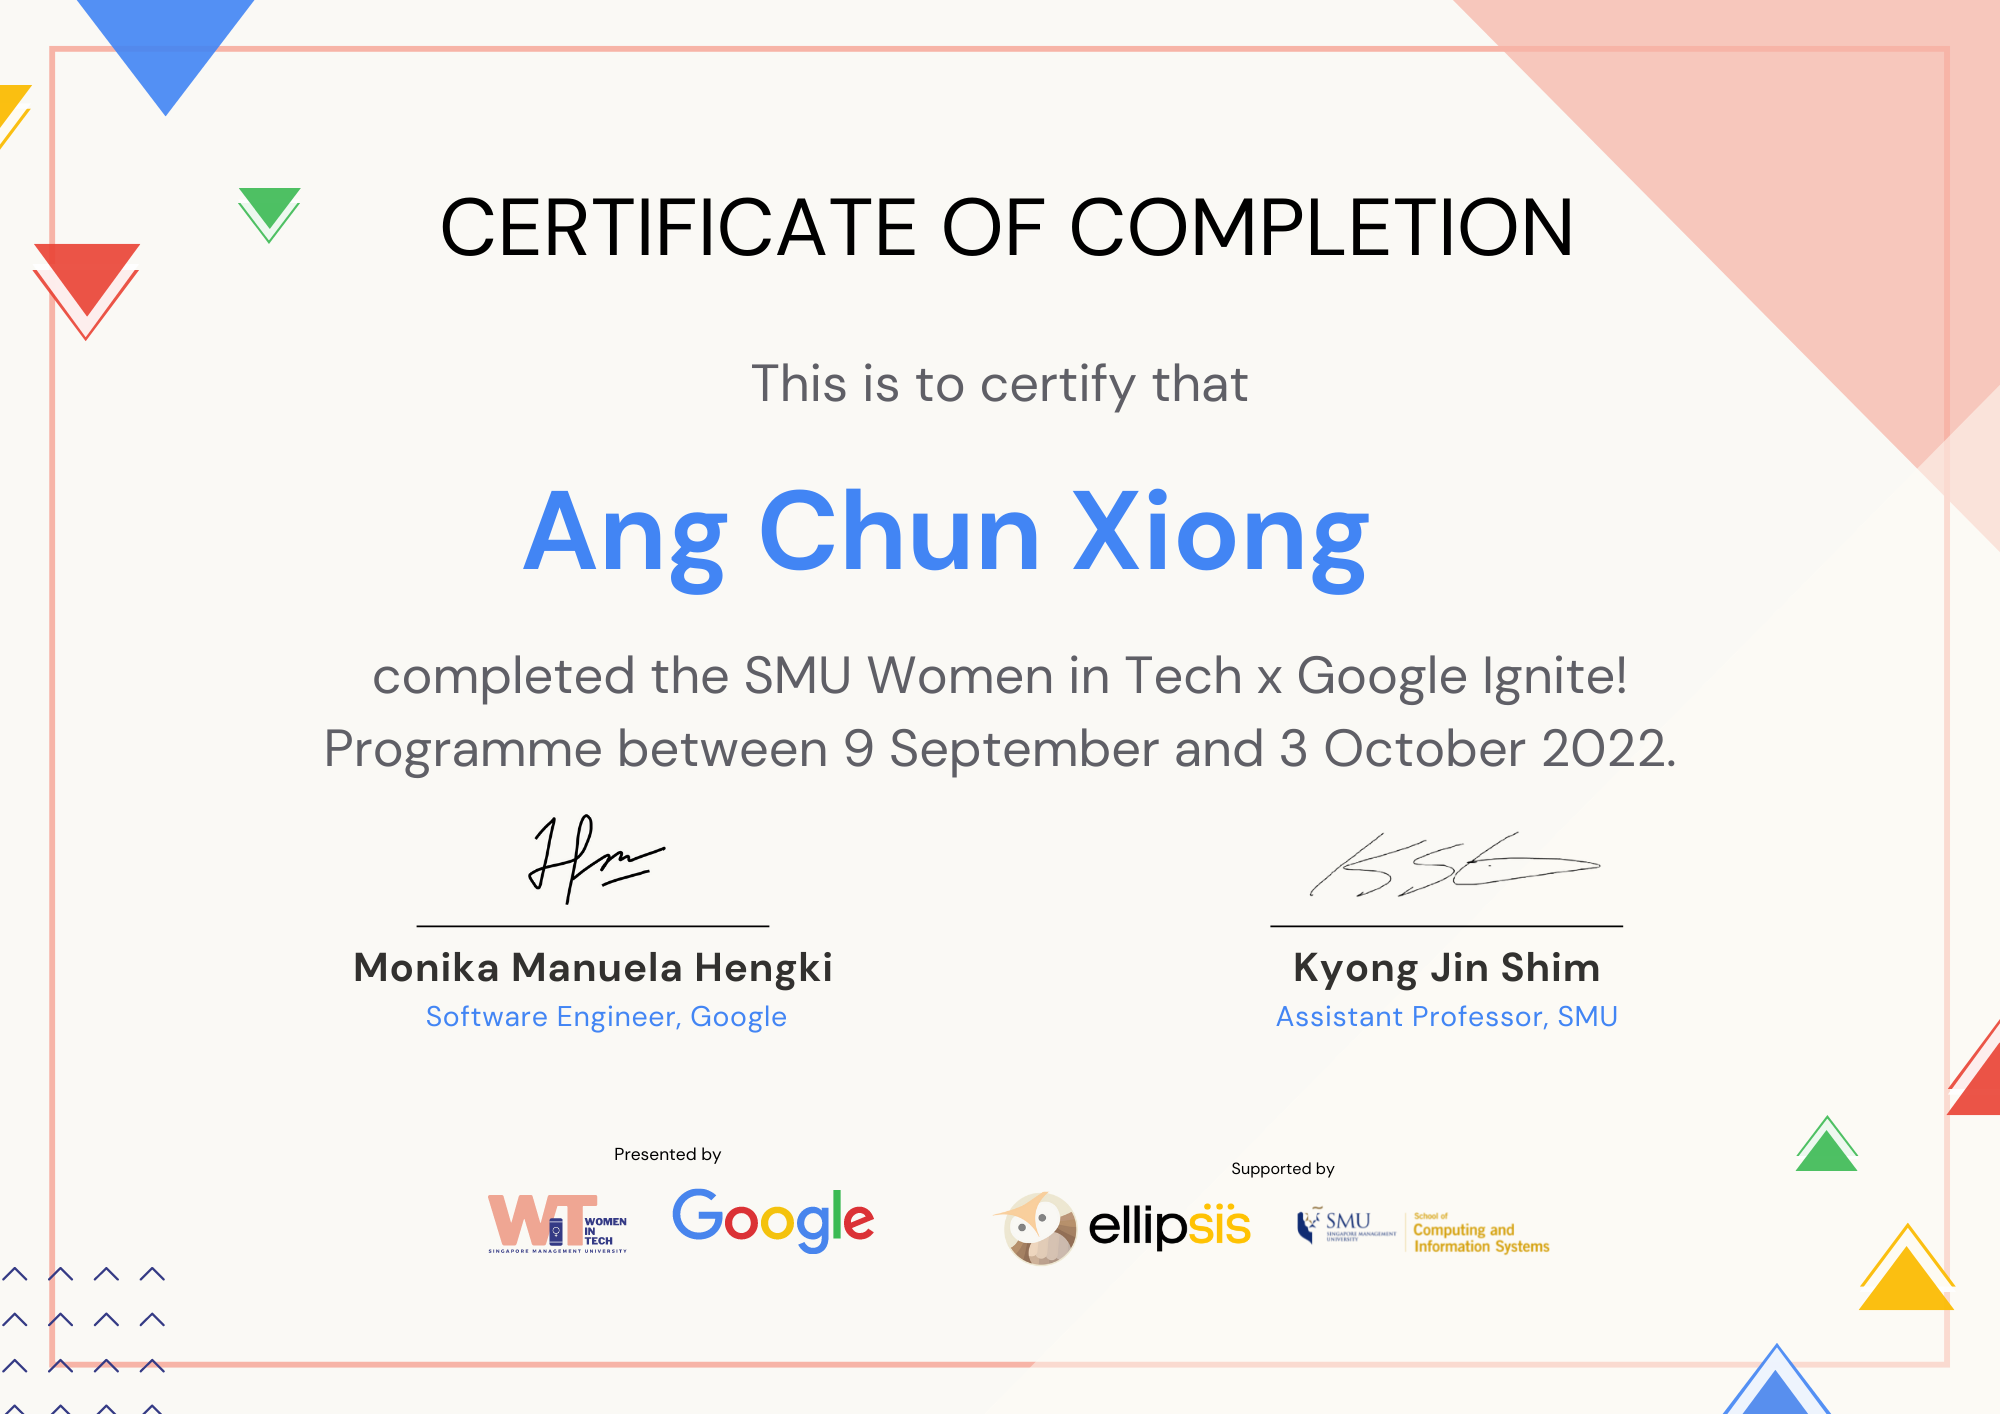 CERTIFICATE OF COMPLETION
This is to certify that
Ang Chun Xiong
completed the SMU Women in Tech x Google Ignite!
Programme between 9 September and 3 October 2022.
Monika Manuela Hengki
Software Engineer, Google
Kyong Jin Shim
Assistant Professor, SMU
Presented by
WiT WOMEN
IN
TECH
SINGAPORE MANAGEMENT UNIVERSITY
Google
Supported by
ellipsis
SMU
SINGAPORE MANAGEMENT
UNIVERSITY
School of
Computing and
Information Systems